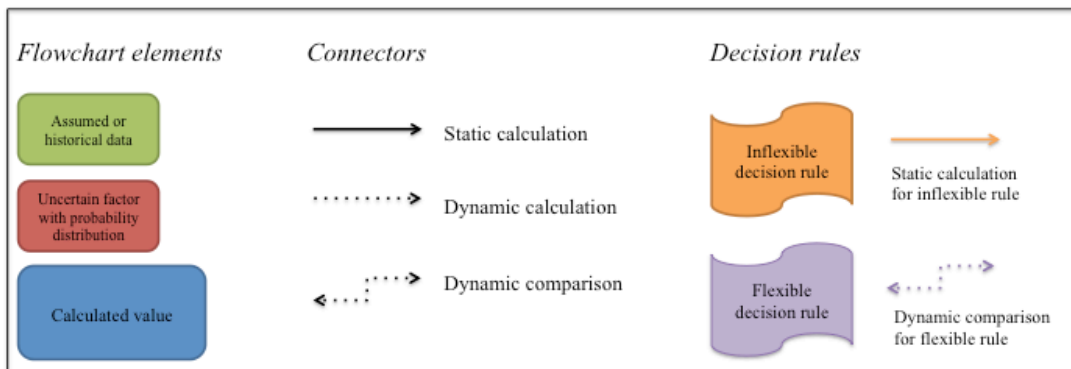 Flowchart elements
Connectors
Decision rules
Assumed or
historical data
Static calculation
Inflexible
decision rule
Static calculation
for inflexible rule
Uncertain factor
with probability
distribution
Dynamic calculation
Calculated value
Dynamic comparison
Flexible
decision rule
Dynamic comparison
for flexible rule